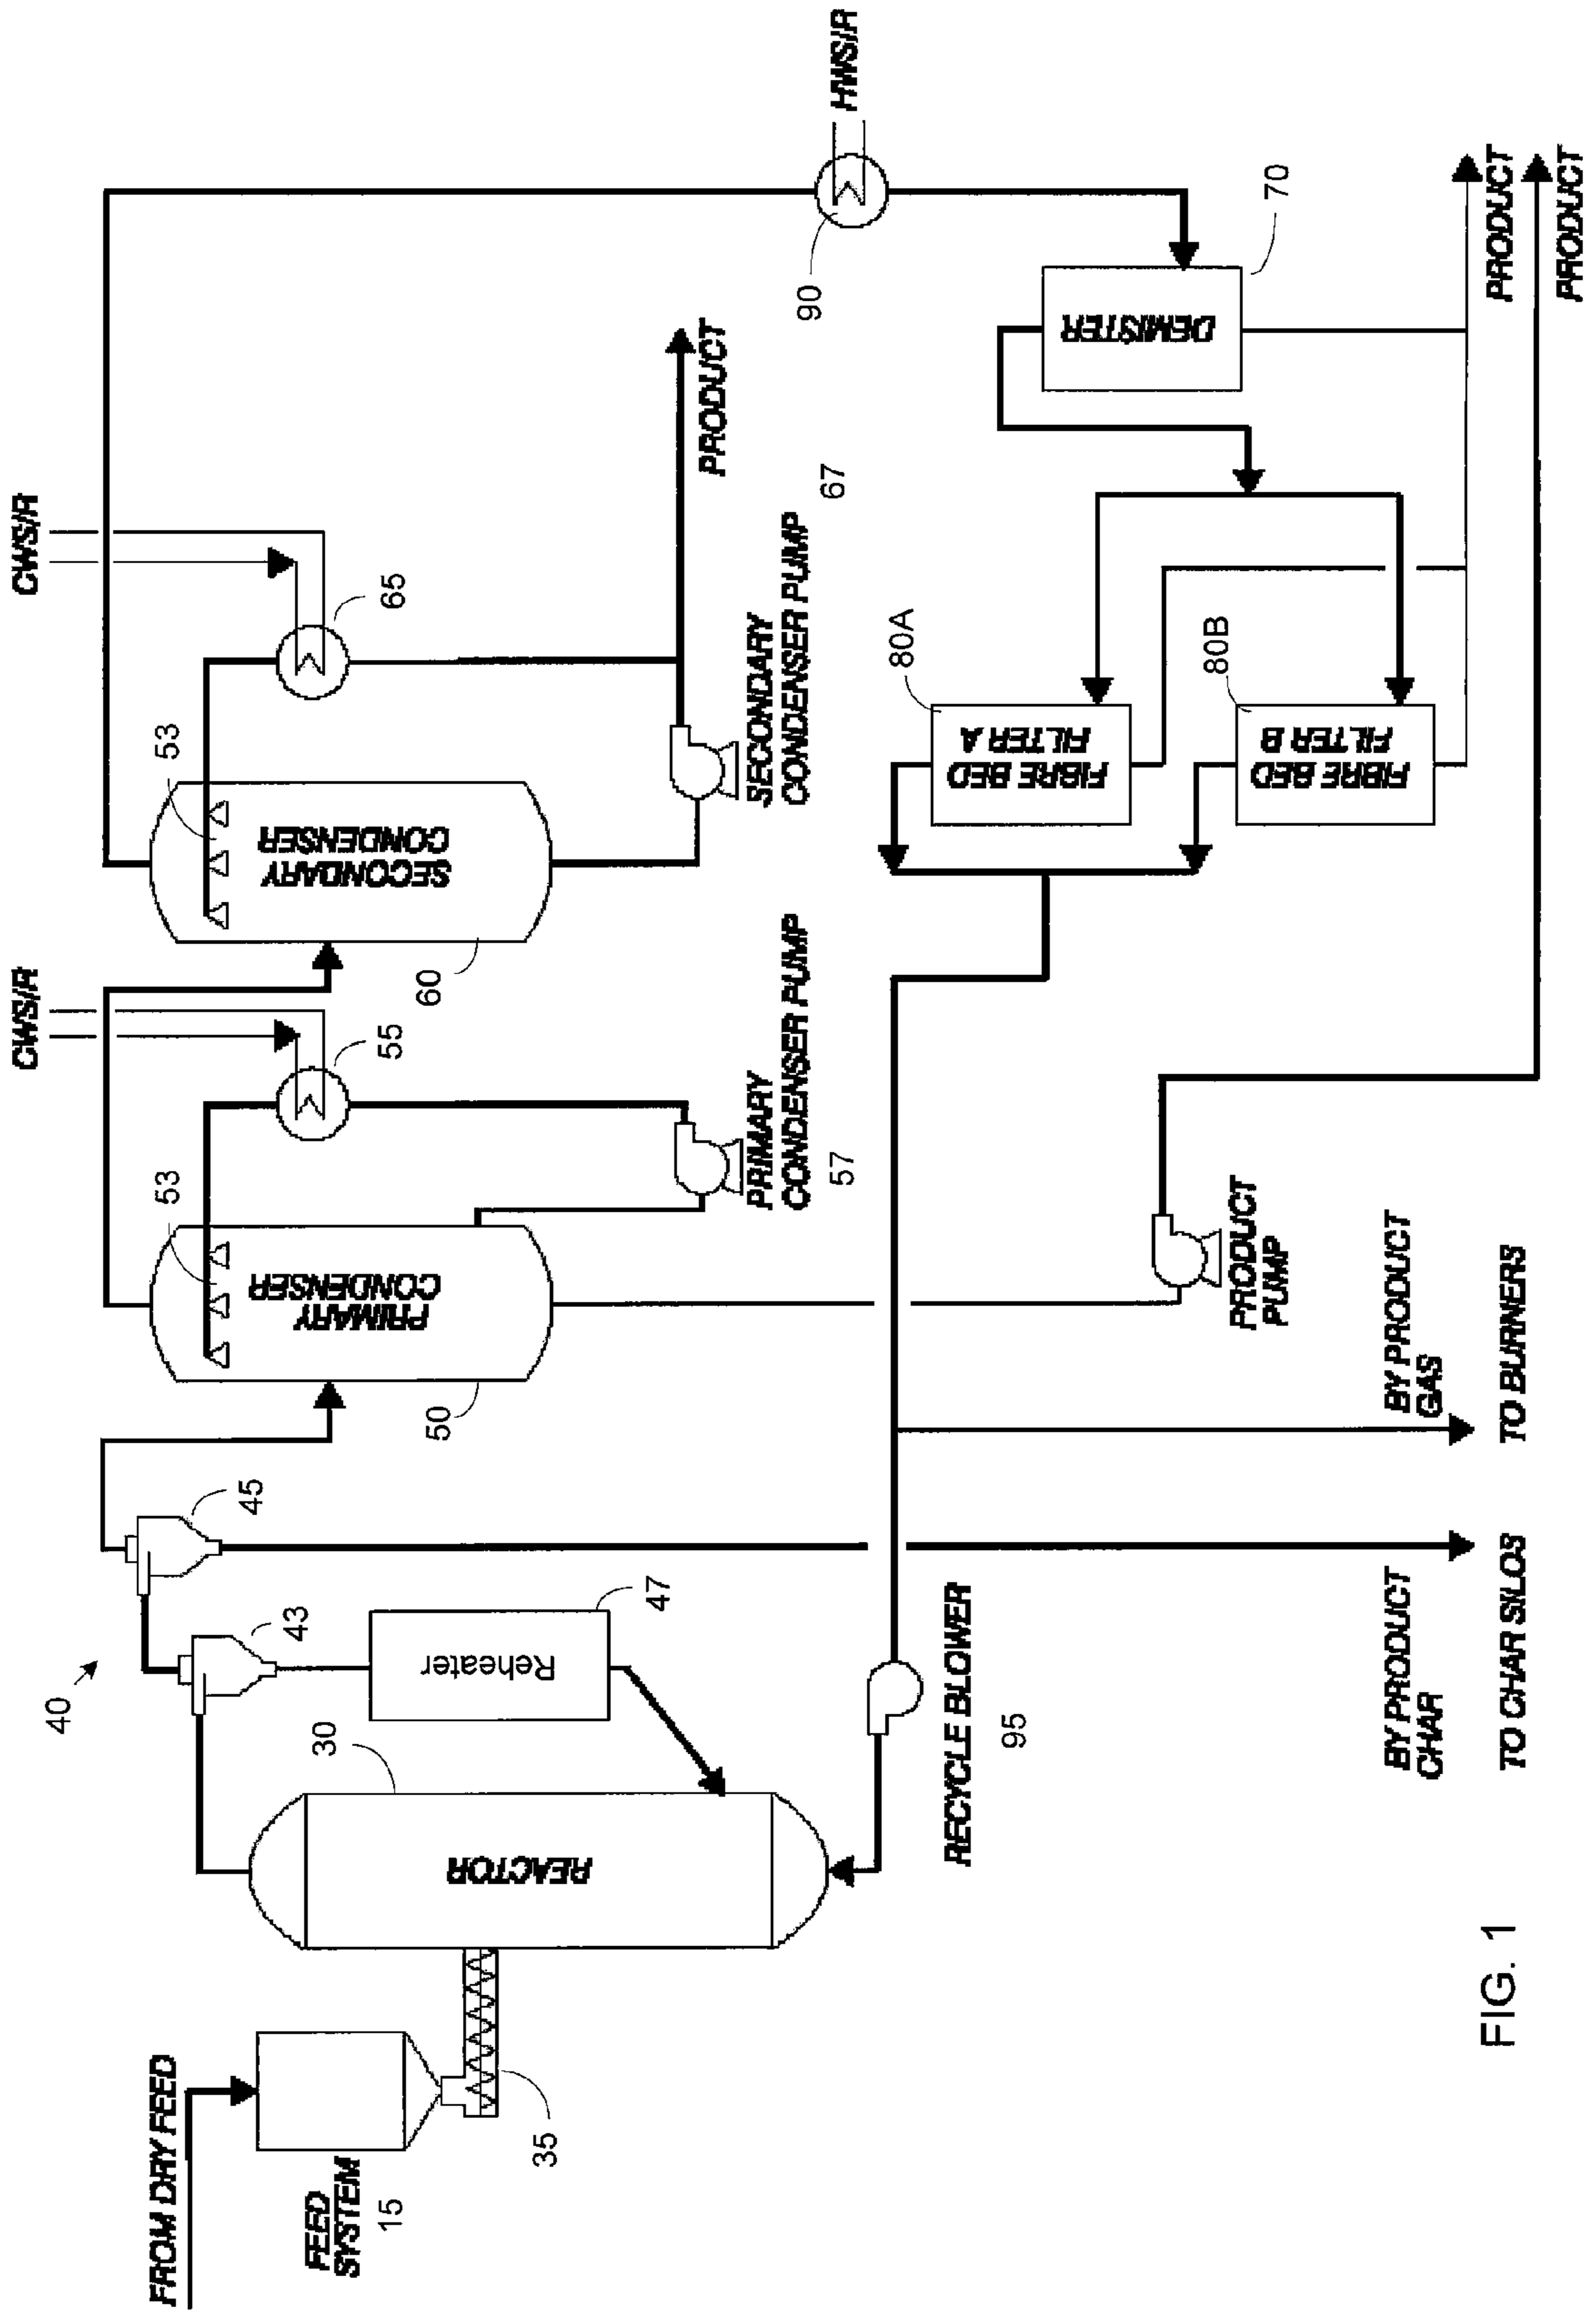 FROM DRY FEED
FEED
SYSTEM
15
35
REACTOR
30
40
43
45
Reheater
47
RECYCLE BLOWER
95
CWS/R
53
PRIMARY
CONDENSER
50
55
PRIMARY
CONDENSER PUMP
57
CWS/R
53
SECONDARY
CONDENSER
60
65
SECONDARY
CONDENSER PUMP
67
PRODUCT
HWS/R
90
DEMISTER
70
80A
FIBRE BED
FILTER A
80B
FIBRE BED
FILTER B
PRODUCT
PUMP
PRODUCT
PRODUCT
BY PRODUCT
GAS
TO BURNERS
BY PRODUCT
CHAR
TO CHAR SILOS
FIG. 1